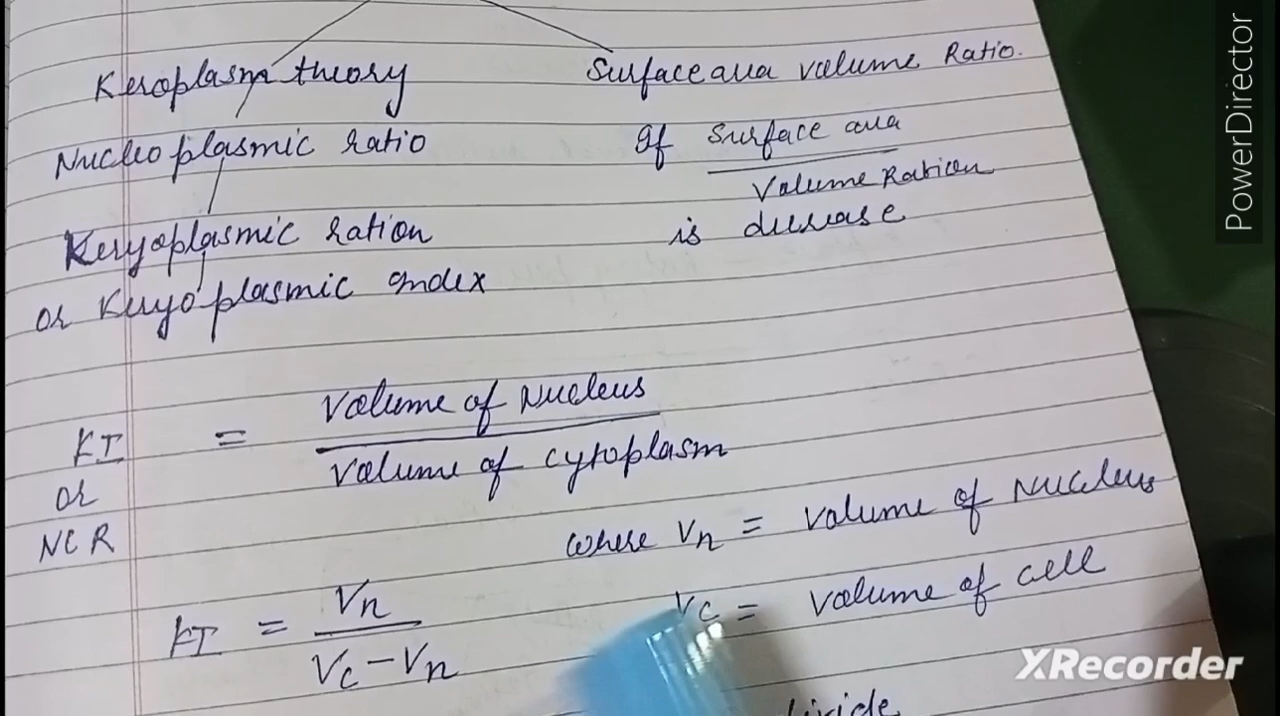 Keroplasm theory
Nucleoplasmic ratio
Keryoplasmic ration
or Keryoplasmic Index
Surface area volume Ratio.
If Surface area
Volume Ration
is decrease
KI
or
NCR
=
Volume of Nucleus
Volume of cytoplasm
where Vn = Volume of Nucleus
Vc = Volume of cell
KI = Vn
Vc - Vn
PowerDirector
XRecorder